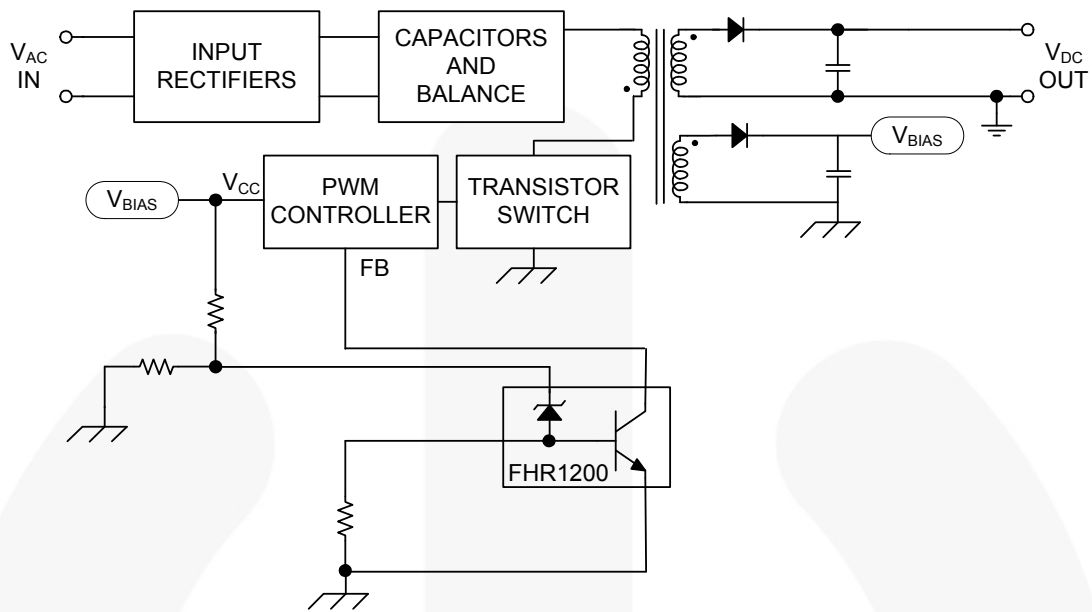 V_AC
IN
INPUT
RECTIFIERS
CAPACITORS
AND
BALANCE
V_DC
OUT
V_BIAS
V_BIAS
V_CC
PWM
CONTROLLER
TRANSISTOR
SWITCH
FB
FHR1200